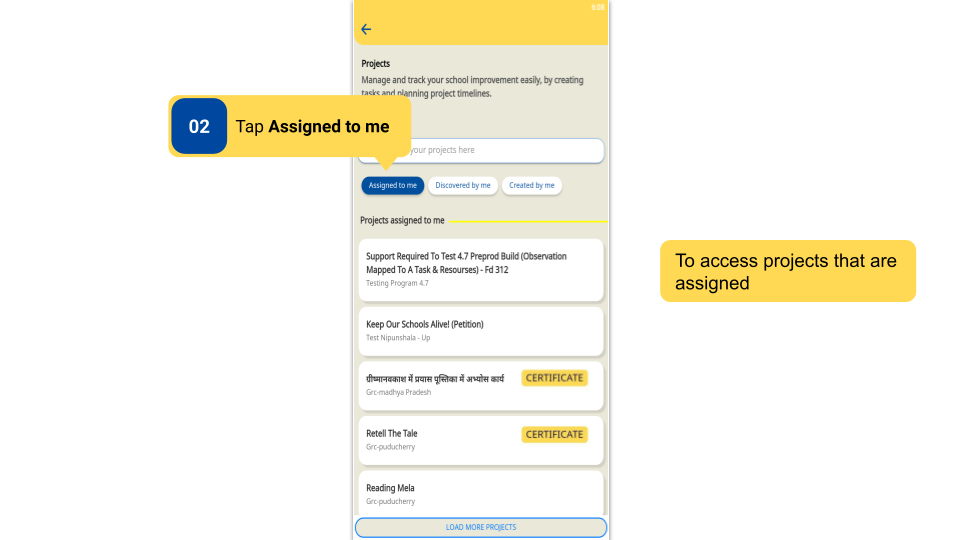 6:03
Projects
Manage and track your school improvement easily, by creating
tasks and planning project timelines.
02 Tap Assigned to me
your projects here
Assigned to me Discovered by me Created by me
Projects assigned to me
Support Required To Test 4.7 Preprod Build (Observation
Mapped To A Task & Resourses) - Fd 312
Testing Program 4.7
Keep Our Schools Alive! (Petition)
Test Nipunshala - Up
ग्रीष्मानवकाश में प्रयास पुस्तिका में अभ्योस कार्य CERTIFICATE
Grc-madhya Pradesh
Retell The Tale CERTIFICATE
Grc-puducherry
Reading Mela
Grc-puducherry
LOAD MORE PROJECTS
To access projects that are
assigned